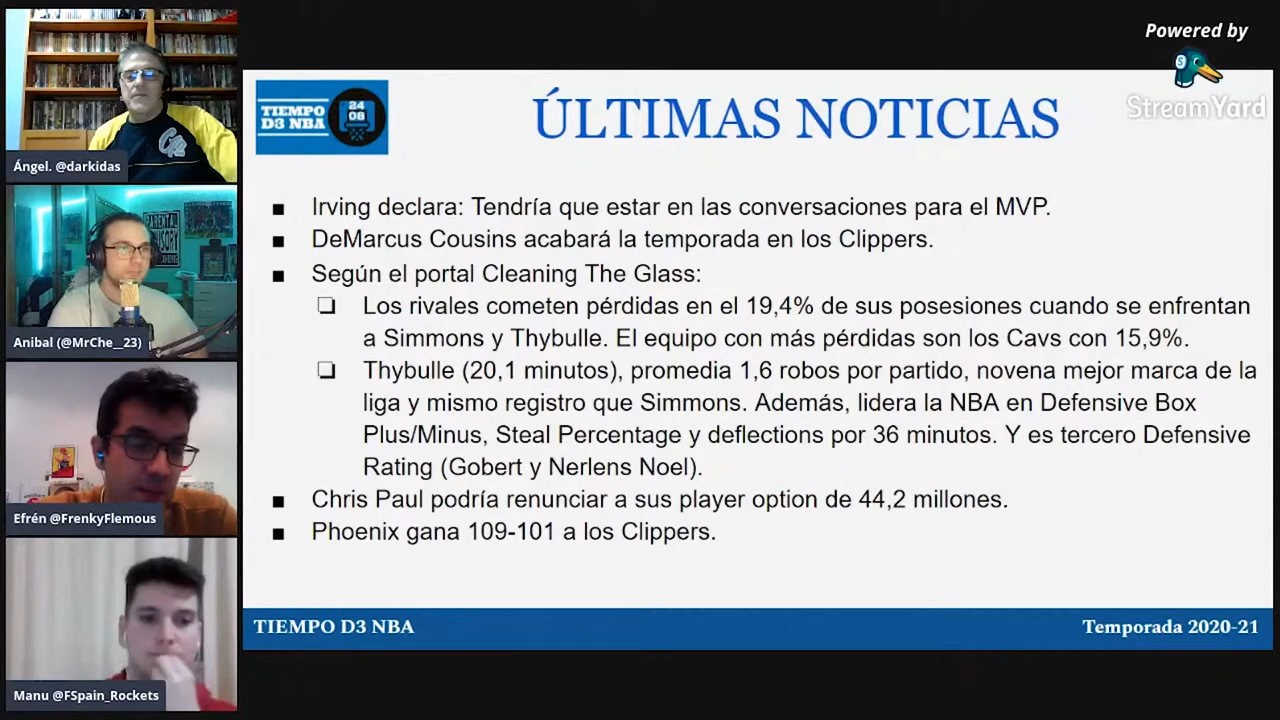 Powered by
StreamYard
TIEMPO
D3 NBA
24
08
ÚLTIMAS NOTICIAS
■ Irving declara: Tendría que estar en las conversaciones para el MVP.
■ DeMarcus Cousins acabará la temporada en los Clippers.
■ Según el portal Cleaning The Glass:
❏ Los rivales cometen pérdidas en el 19,4% de sus posesiones cuando se enfrentan
a Simmons y Thybulle. El equipo con más pérdidas son los Cavs con 15,9%.
❏ Thybulle (20,1 minutos), promedia 1,6 robos por partido, novena mejor marca de la
liga y mismo registro que Simmons. Además, lidera la NBA en Defensive Box
Plus/Minus, Steal Percentage y deflections por 36 minutos. Y es tercero Defensive
Rating (Gobert y Nerlens Noel).
■ Chris Paul podría renunciar a sus player option de 44,2 millones.
■ Phoenix gana 109-101 a los Clippers.
TIEMPO D3 NBA
Temporada 2020-21
Ángel. @darkidas
PARENTAL
ADVISORY
Anibal (@MrChe__23)
Efrén @FrenkyFlemous
Manu @FSpain_Rockets